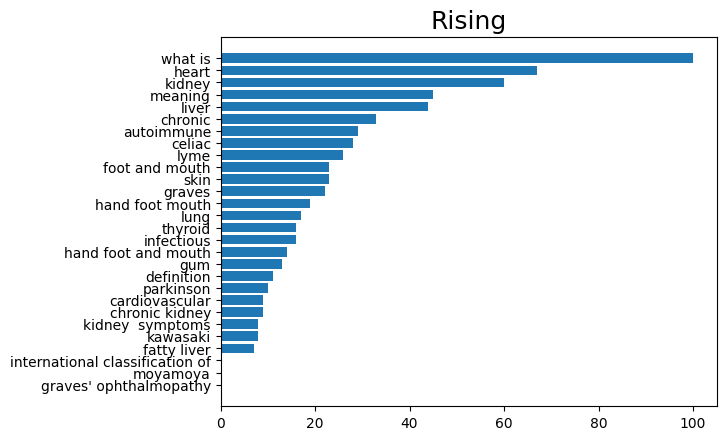 Rising
what is
heart
kidney
meaning
liver
chronic
autoimmune
celiac
lyme
foot and mouth
skin
graves
hand foot mouth
lung
thyroid
infectious
hand foot and mouth
gum
definition
parkinson
cardiovascular
chronic kidney
kidney  symptoms
kawasaki
fatty liver
international classification of
moyamoya
graves' ophthalmopathy
0 20 40 60 80 100